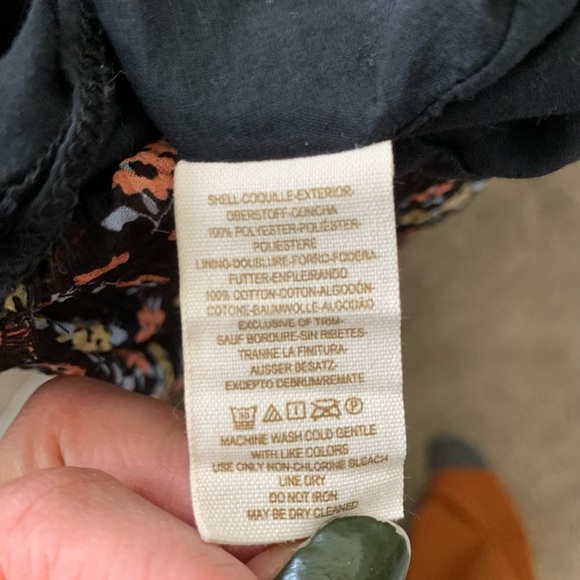 SHELL-COQUILLE-EXTERIOR-
OBERSTOFF-CONCHA
100% POLYESTER-POLIÉSTER-
POLIESTERE
LINING-DOUBLURE-FORRO-FODERA-
FUTTER-ENFILEIRANDO
100% COTTON-COTON-ALGODÓN-
COTONE-BAUMWOLLE-ALGODÃO
EXCLUSIVE OF TRIM-
SAUF BORDURE-SIN RIBETES-
TRANNE LA FINITURA-
AUSSER BESATZ-
EXCEPTO DEBRUM/REMATE
30 P
MACHINE WASH COLD GENTLE
WITH LIKE COLORS
USE ONLY NON-CHLORINE BLEACH
LINE DRY
DO NOT IRON
MAY BE DRY CLEANED